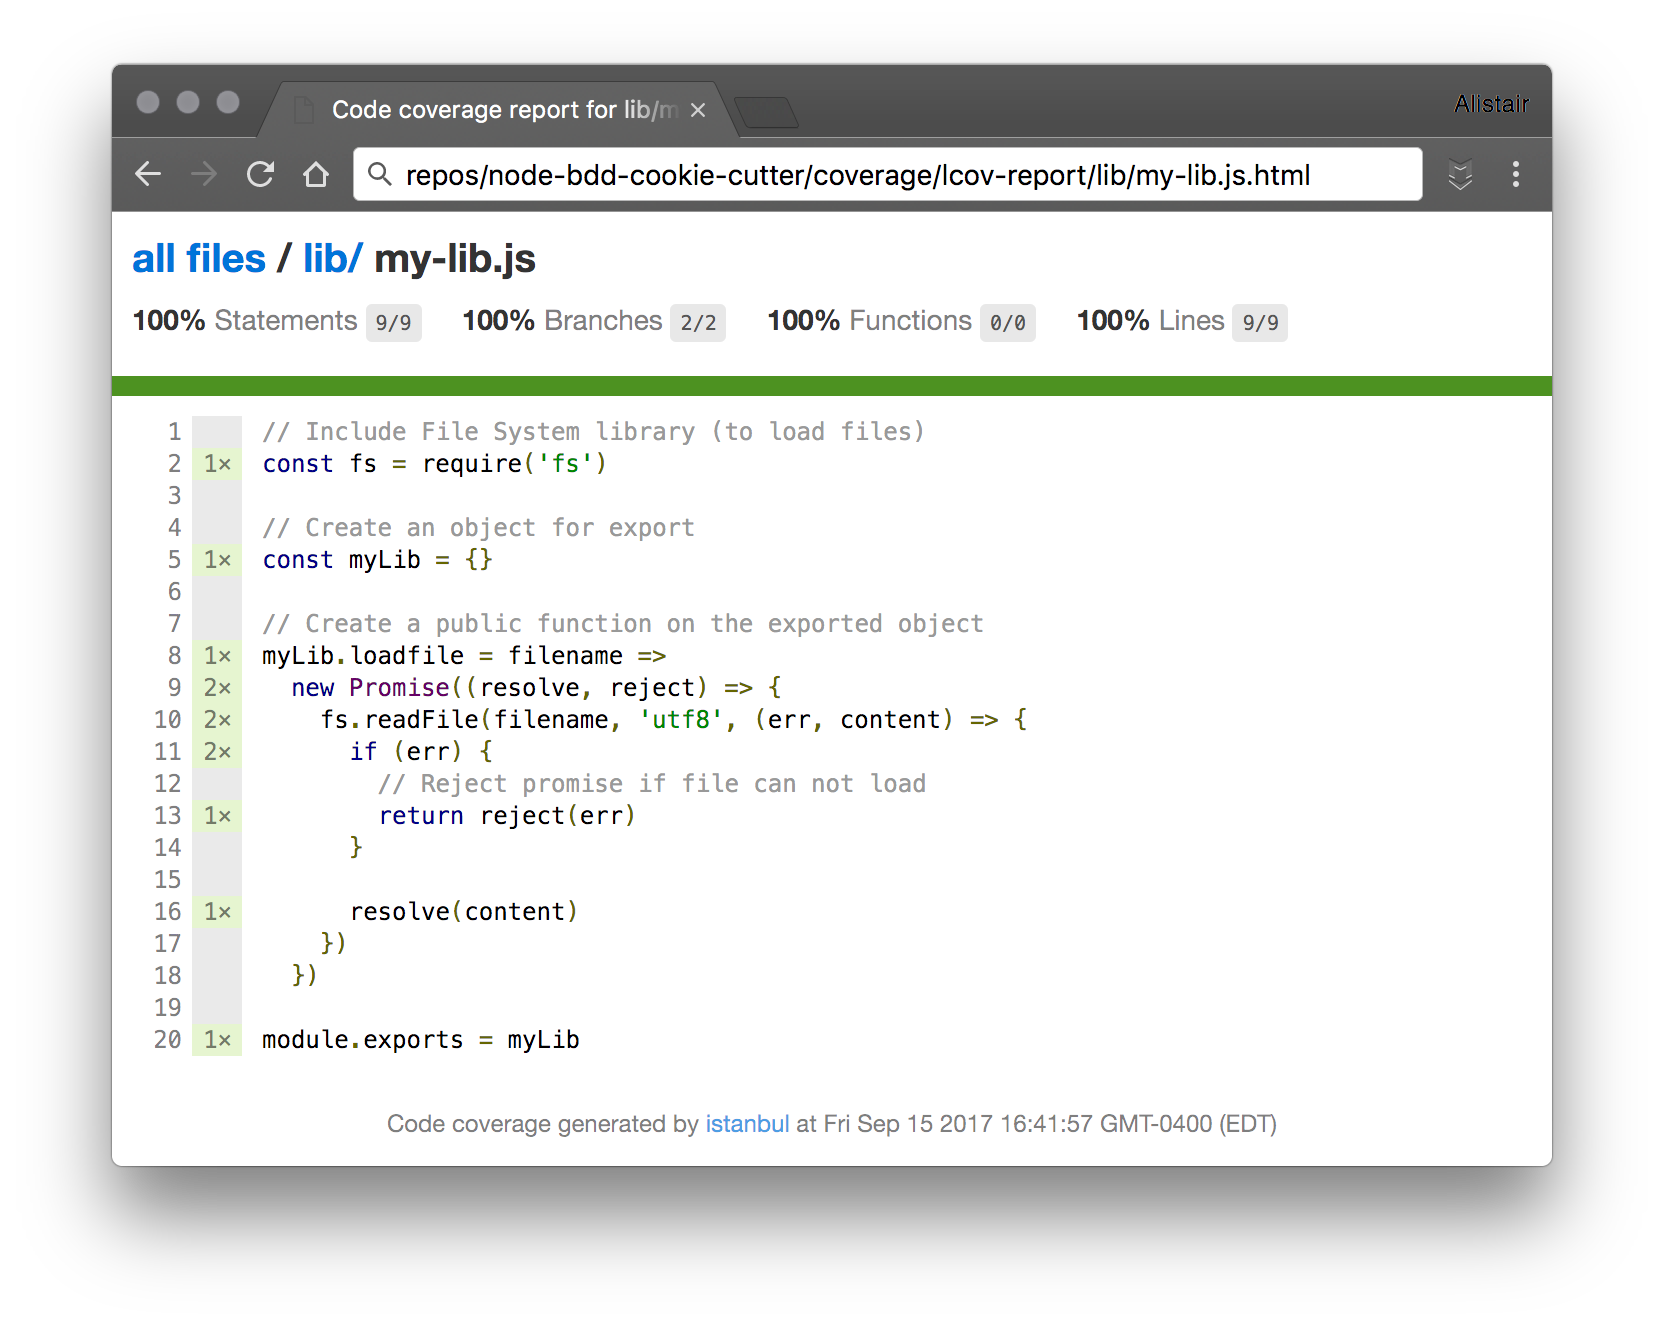 Code coverage report for lib/m ×
Alistair
repos/node-bdd-cookie-cutter/coverage/lcov-report/lib/my-lib.js.html
all files / lib/ my-lib.js
100% Statements 9/9 100% Branches 2/2 100% Functions 0/0 100% Lines 9/9
1 // Include File System library (to load files)
2 1× const fs = require('fs')
3
4 // Create an object for export
5 1× const myLib = {}
6
7 // Create a public function on the exported object
8 1× myLib.loadfile = filename =>
9 2× new Promise((resolve, reject) => {
10 2× fs.readFile(filename, 'utf8', (err, content) => {
11 2× if (err) {
12 // Reject promise if file can not load
13 1× return reject(err)
14 }
15
16 1× resolve(content)
17 })
18 })
19
20 1× module.exports = myLib
Code coverage generated by istanbul at Fri Sep 15 2017 16:41:57 GMT-0400 (EDT)